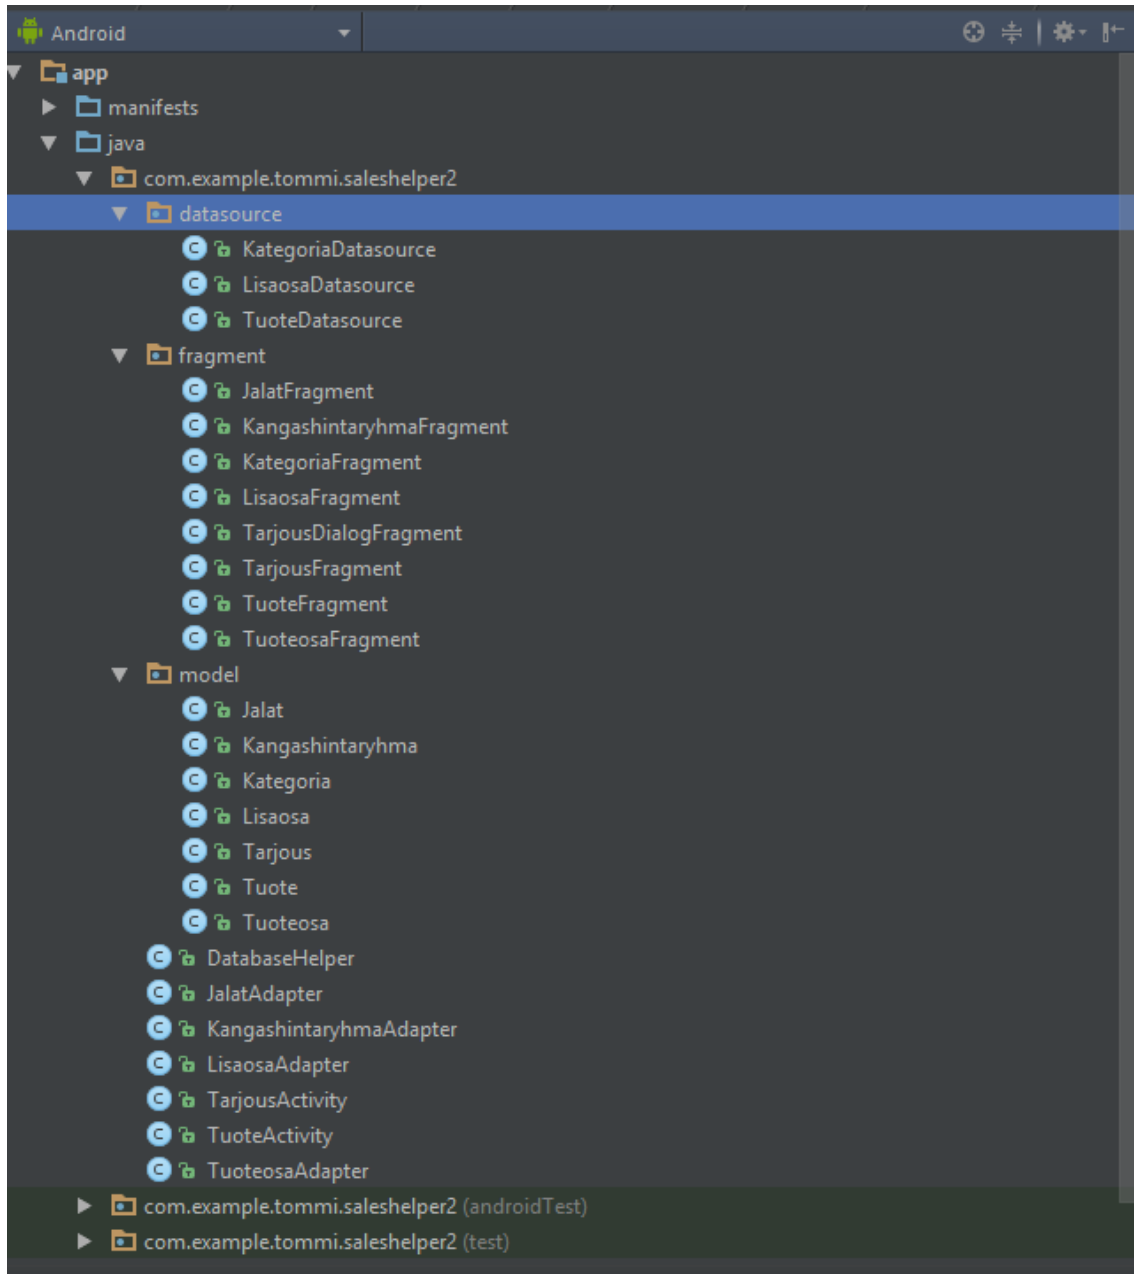 Android
app
manifests
java
com.example.tommi.saleshelper2
datasource
KategoriaDatasource
LisaosaDatasource
TuoteDatasource
fragment
JalatFragment
KangashintaryhmaFragment
KategoriaFragment
LisaosaFragment
TarjousDialogFragment
TarjousFragment
TuoteFragment
TuoteosaFragment
model
Jalat
Kangashintaryhma
Kategoria
Lisaosa
Tarjous
Tuote
Tuoteosa
DatabaseHelper
JalatAdapter
KangashintaryhmaAdapter
LisaosaAdapter
TarjousActivity
TuoteActivity
TuoteosaAdapter
com.example.tommi.saleshelper2 (androidTest)
com.example.tommi.saleshelper2 (test)